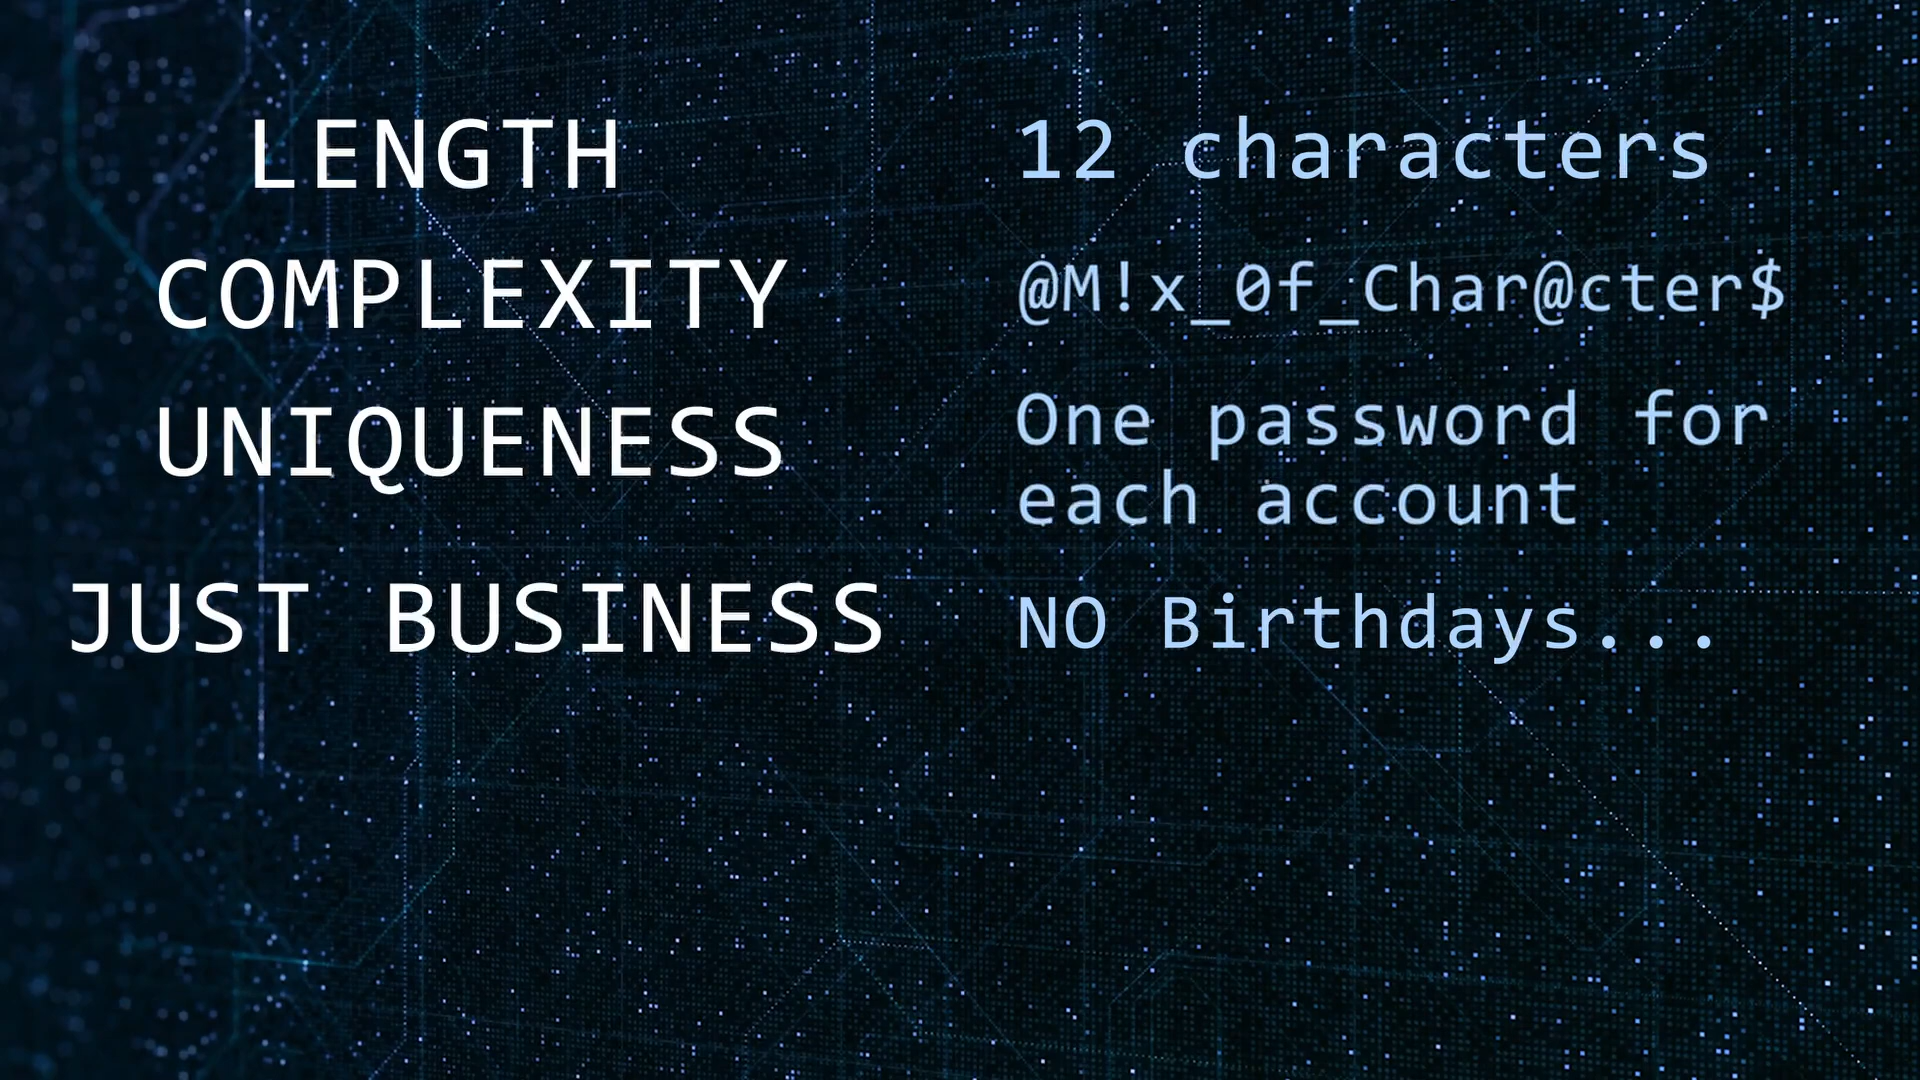 LENGTH
12 characters
COMPLEXITY
@M!x_0f_Char@cter$
UNIQUENESS
One password for
each account
JUST BUSINESS
NO Birthdays...